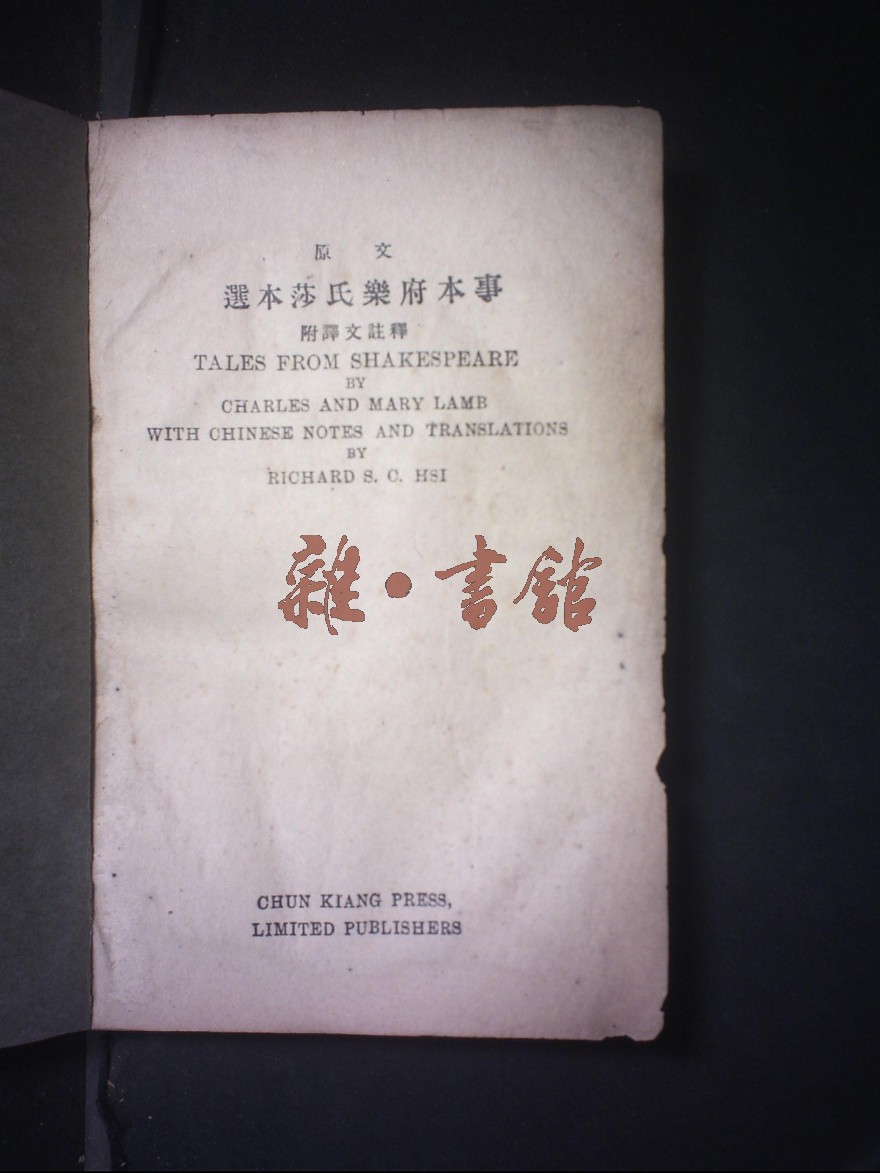 原 文
選本莎氏樂府本事
附譯文註釋
TALES FROM SHAKESPEARE
BY
CHARLES AND MARY LAMB
WITH CHINESE NOTES AND TRANSLATIONS
BY
RICHARD S. C. HSI
雜·書館
CHUN KIANG PRESS,
LIMITED PUBLISHERS